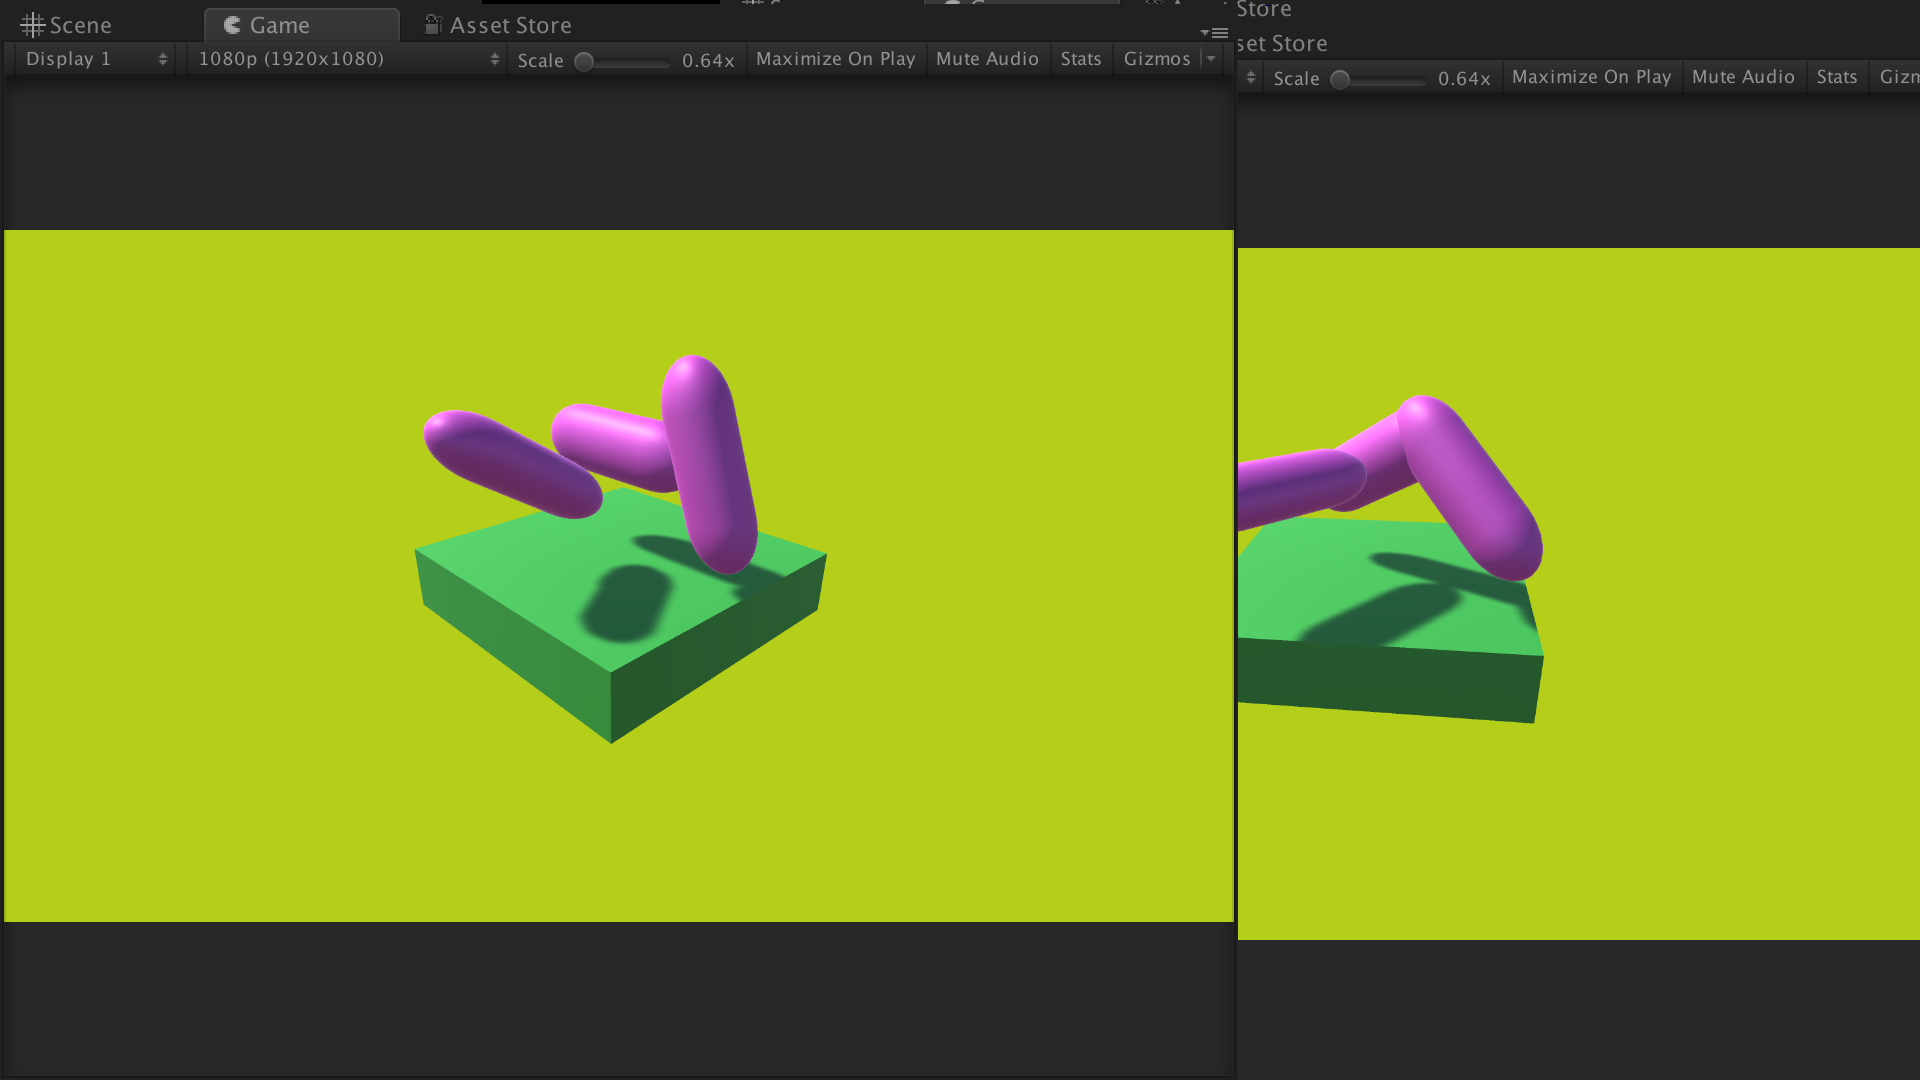 Scene Game Asset Store
Display 1 1080p (1920x1080) Scale 0.64x Maximize On Play Mute Audio Stats Gizmos
Store
set Store
Scale 0.64x Maximize On Play Mute Audio Stats Gizm